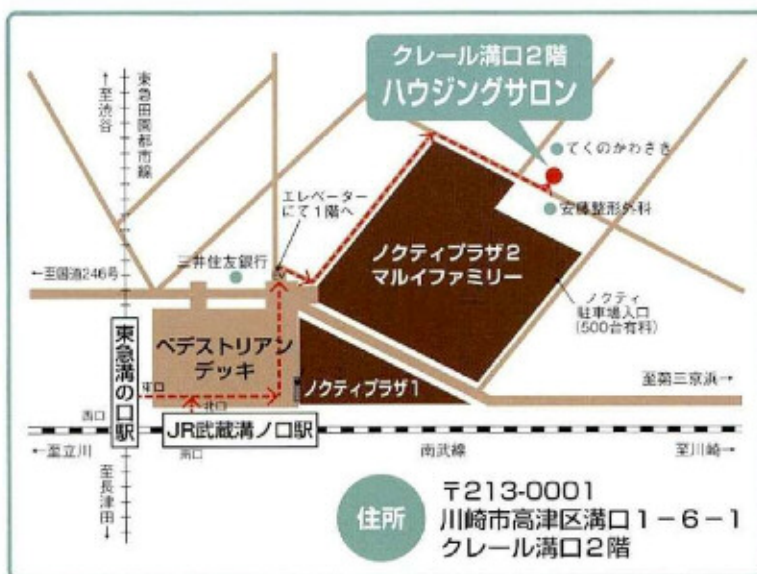 クレール溝口2階
ハウジングサロン
東急田園都市線
↑至渋谷
てくのかわさき
エレベーター
にて1階へ
安藤整形外科
三井住友銀行
ノクティプラザ2
マルイファミリー
←至国道246号
ノクティ
駐車場入口
(500台有料)
ペデストリアン
デッキ
東急溝の口駅
ノクティプラザ1
至第三京浜→
東口
北口
西口
JR武蔵溝ノ口駅
南口
←至立川
南武線
至川崎→
至長津田↓
住所
〒213-0001
川崎市高津区溝口1-6-1
クレール溝口2階